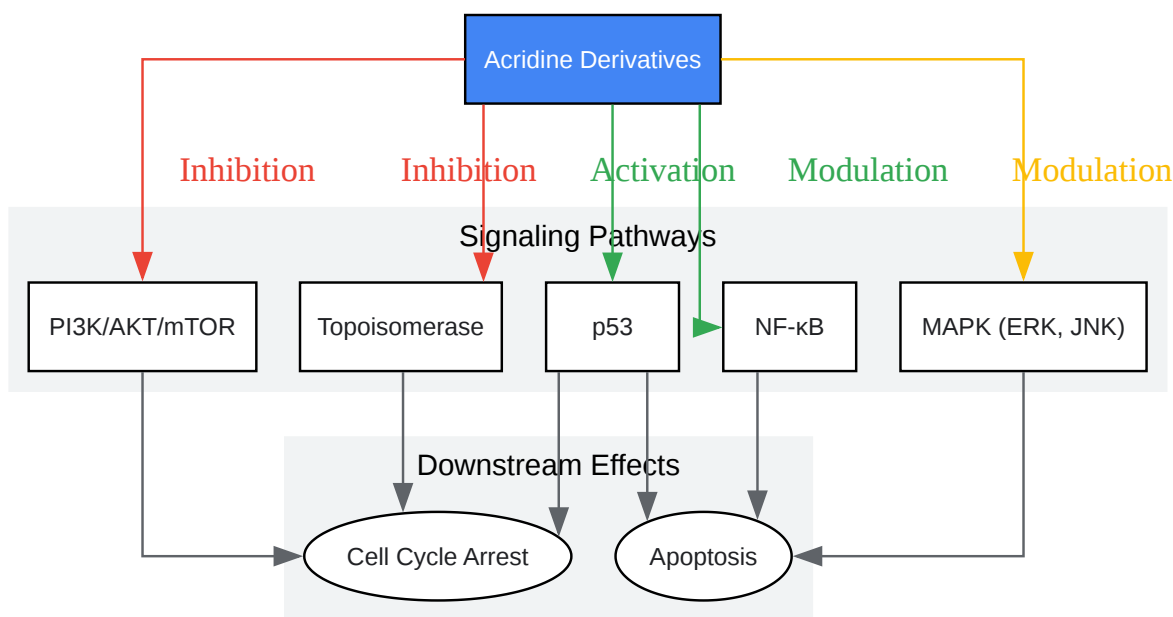 Acridine Derivatives
Inhibition
Inhibition
Activation
Modulation
Modulation
Signaling Pathways
PI3K/AKT/mTOR
Topoisomerase
p53
NF-κB
MAPK (ERK, JNK)
Downstream Effects
Cell Cycle Arrest
Apoptosis